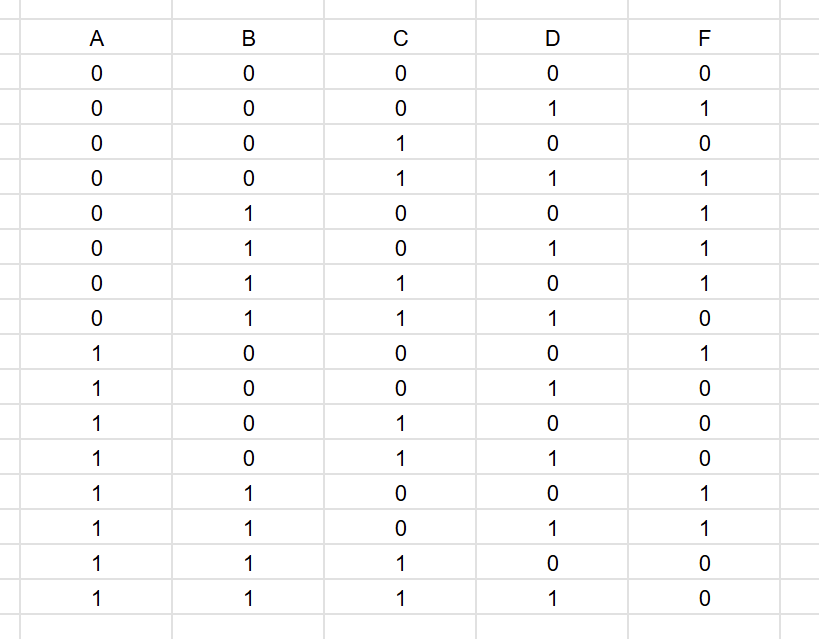 A B C D F
0 0 0 0 0
0 0 0 1 1
0 0 1 0 0
0 0 1 1 1
0 1 0 0 1
0 1 0 1 1
0 1 1 0 1
0 1 1 1 0
1 0 0 0 1
1 0 0 1 0
1 0 1 0 0
1 0 1 1 0
1 1 0 0 1
1 1 0 1 1
1 1 1 0 0
1 1 1 1 0